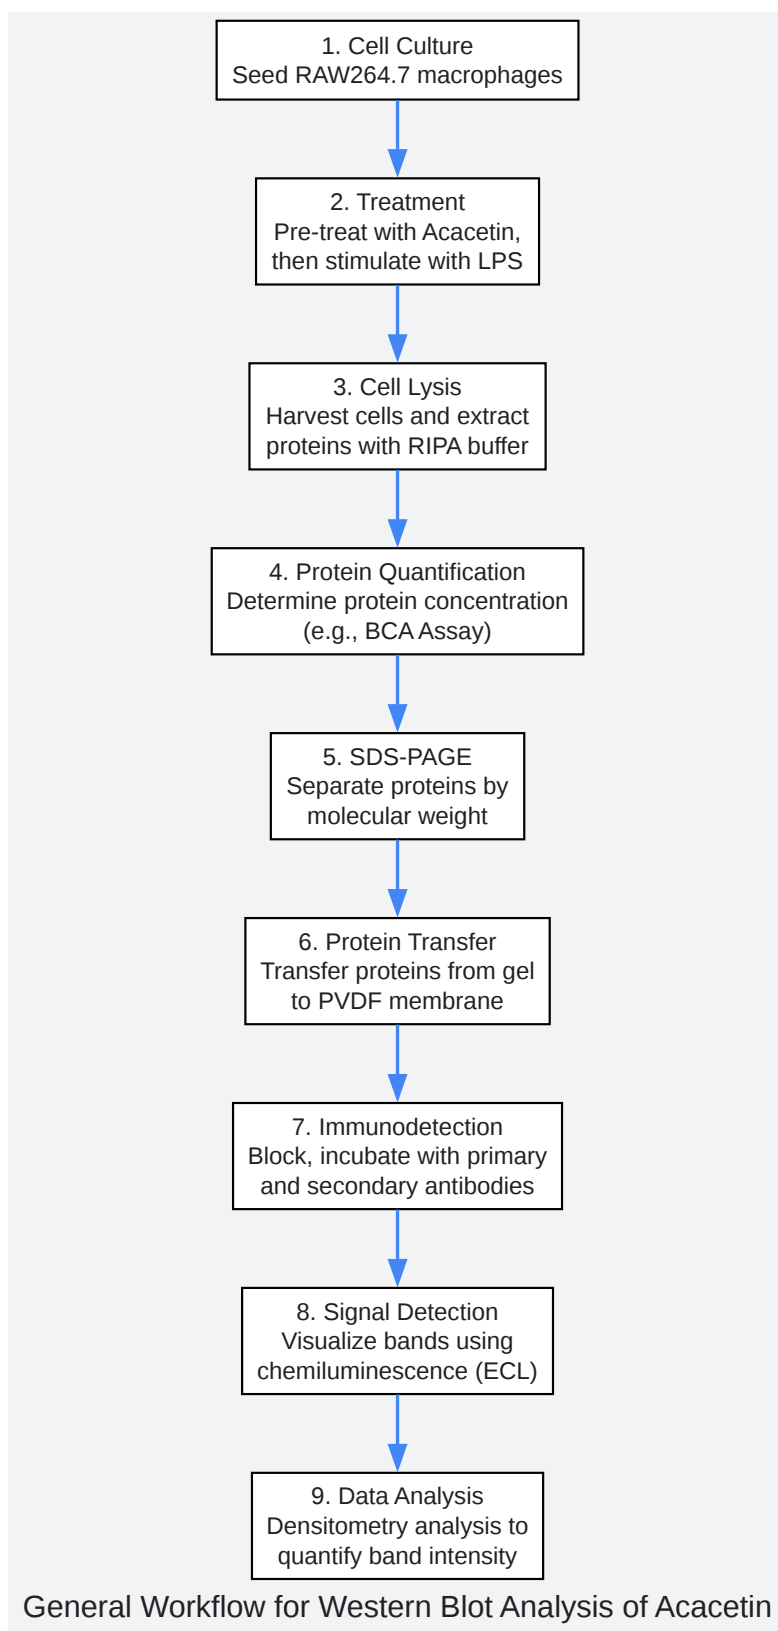 1. Cell Culture
Seed RAW264.7 macrophages
2. Treatment
Pre-treat with Acacetin,
then stimulate with LPS
3. Cell Lysis
Harvest cells and extract
proteins with RIPA buffer
4. Protein Quantification
Determine protein concentration
(e.g., BCA Assay)
5. SDS-PAGE
Separate proteins by
molecular weight
6. Protein Transfer
Transfer proteins from gel
to PVDF membrane
7. Immunodetection
Block, incubate with primary
and secondary antibodies
8. Signal Detection
Visualize bands using
chemiluminescence (ECL)
9. Data Analysis
Densitometry analysis to
quantify band intensity
General Workflow for Western Blot Analysis of Acacetin